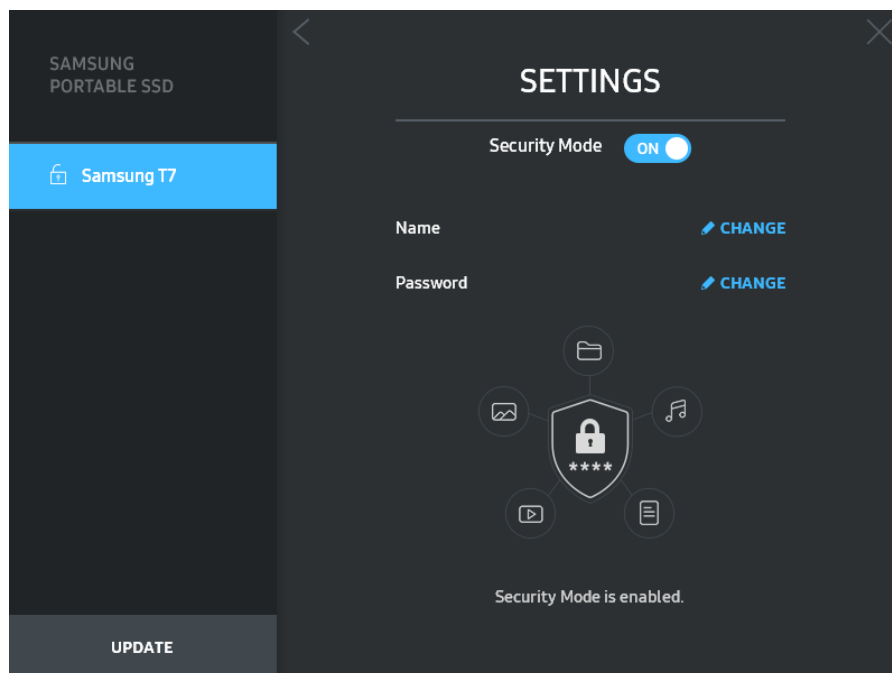 SAMSUNG
PORTABLE SSD
Samsung T7
UPDATE
SETTINGS
Security Mode ON
Name CHANGE
Password CHANGE
****
Security Mode is enabled.